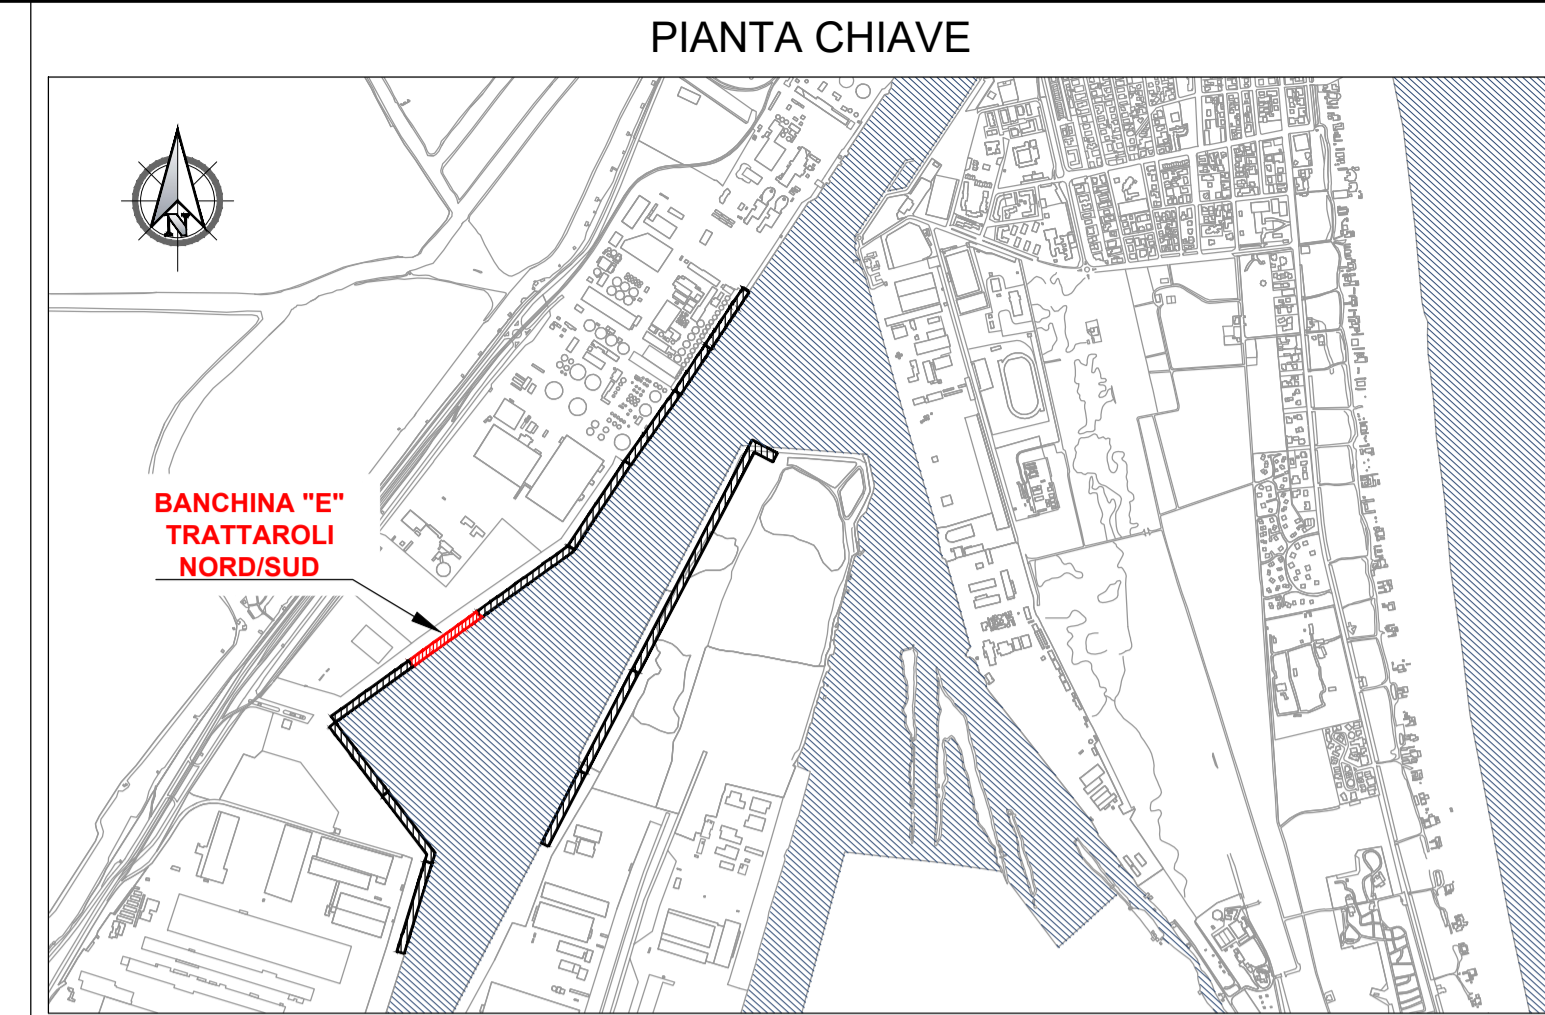 PIANTA CHIAVE
N
BANCHINA "E"
TRATTAROLI
NORD/SUD